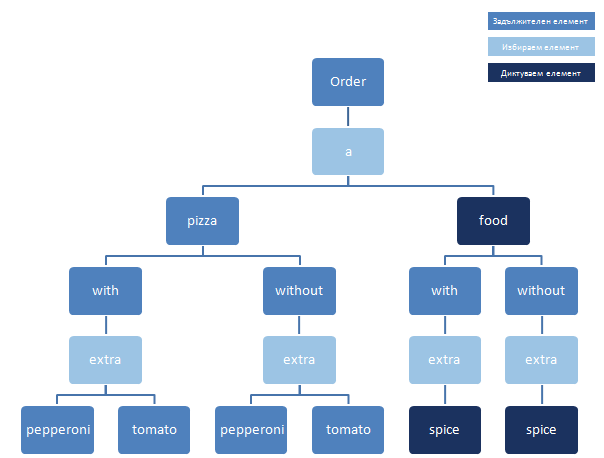 Задължителен елемент
Избираем елемент
Диктуваем елемент
Order
a
pizza
food
with
without
with
without
extra
extra
extra
extra
pepperoni
tomato
pepperoni
tomato
spice
spice